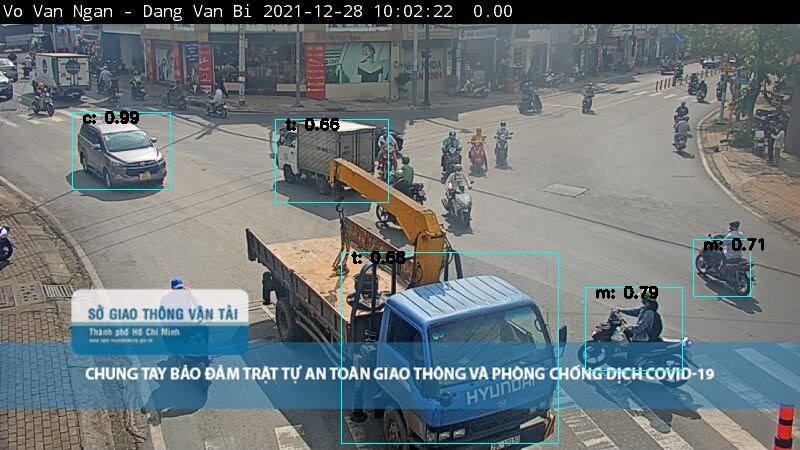 Vo Van Ngan - Dang Van Bi 2021-12-28 10:02:22 0.00
c: 0.99
t: 0.66
m: 0.71
t: 0.68
m: 0.79
SỞ GIAO THÔNG VẬN TẢI
Thành phố Hồ Chí Minh
CHUNG TAY BẢO ĐẢM TRẬT TỰ AN TOÀN GIAO THÔNG VÀ PHÒNG CHỐNG DỊCH COVID-19
HYUNDAI